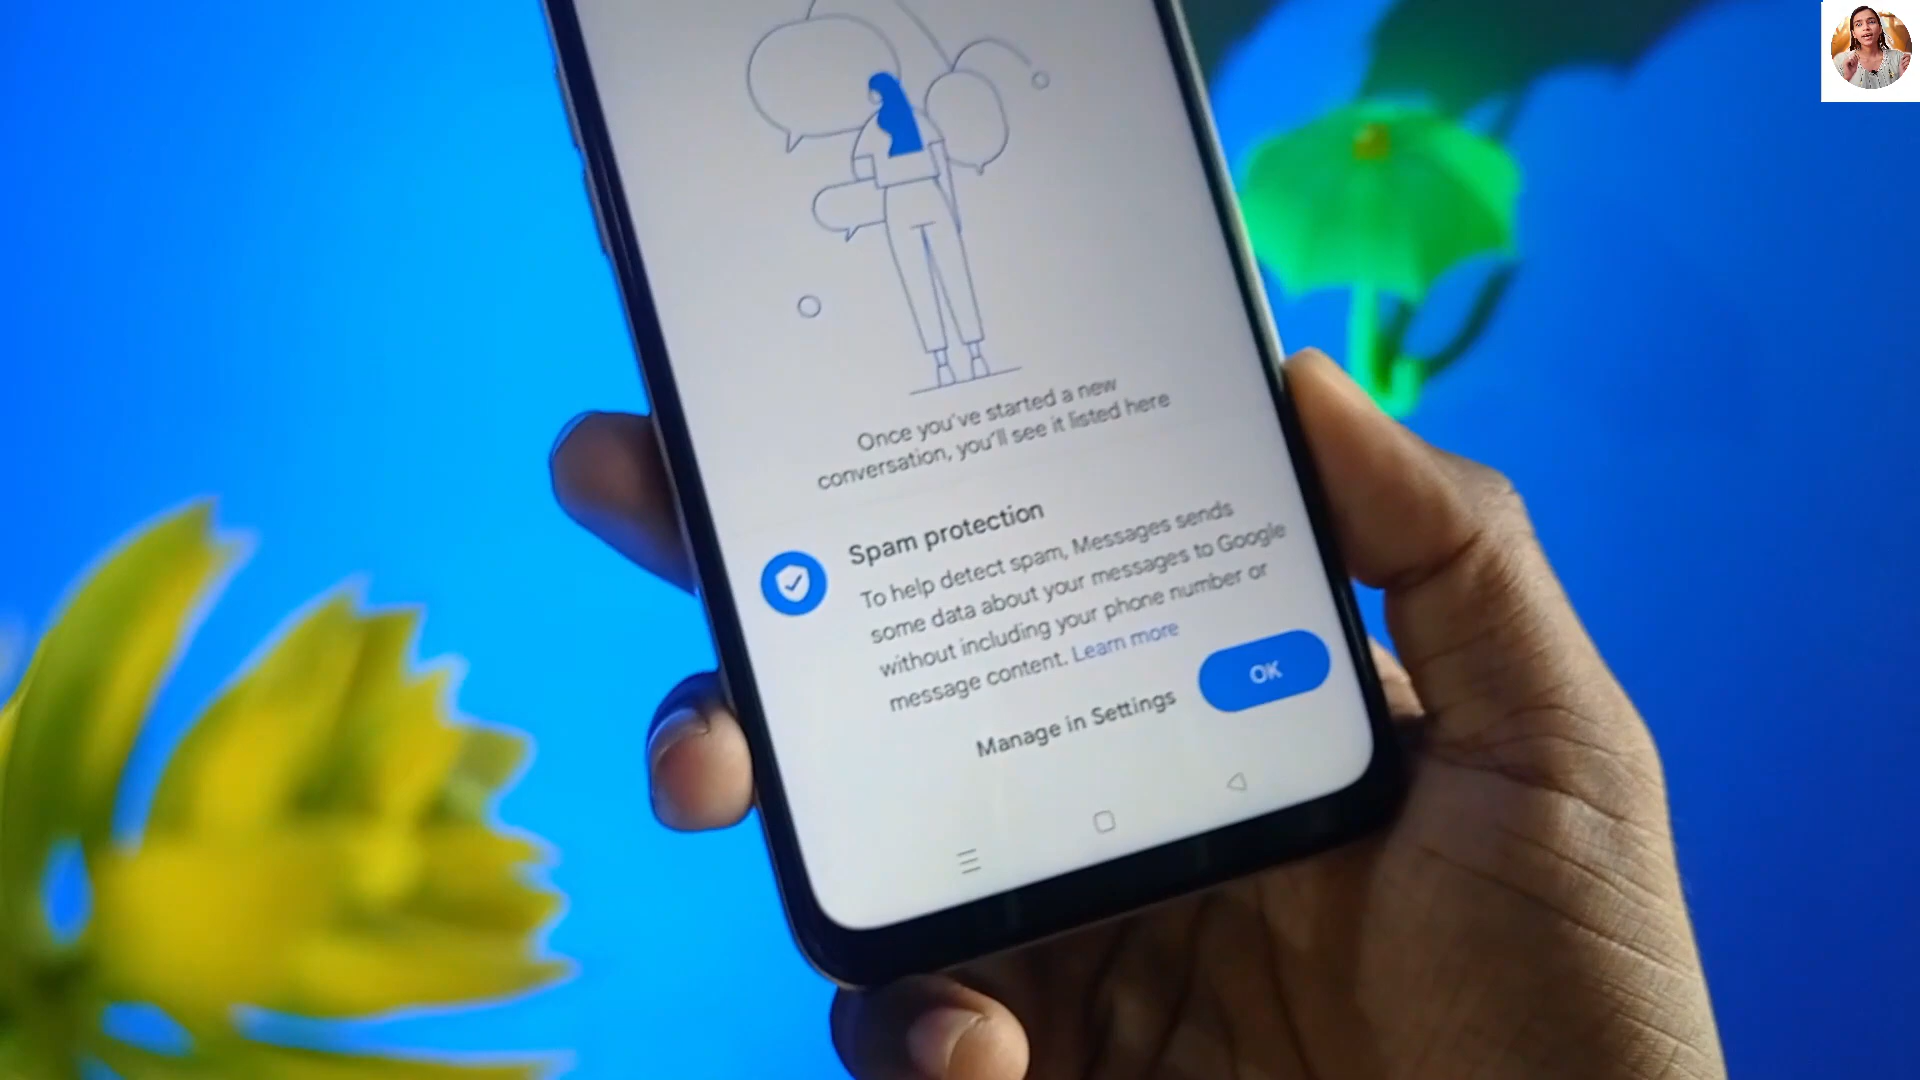 Once you've started a new
conversation, you'll see it listed here
Spam protection
To help detect spam, Messages sends
some data about your messages to Google
without including your phone number or
message content. Learn more
Manage in Settings
OK